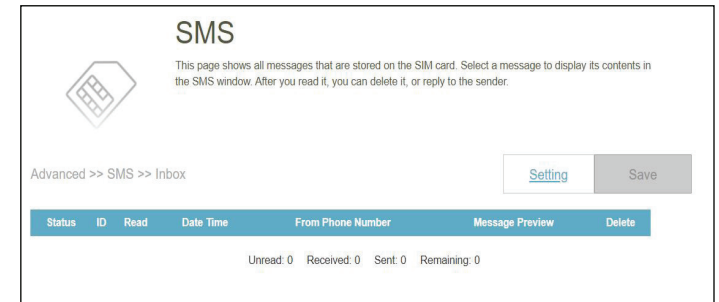 SMS
This page shows all messages that are stored on the SIM card. Select a message to display its contents in
the SMS window. After you read it, you can delete it, or reply to the sender.
Advanced >> SMS >> Inbox
Setting
Save
Status ID Read Date Time From Phone Number Message Preview Delete
Unread: 0 Received: 0 Sent: 0 Remaining: 0